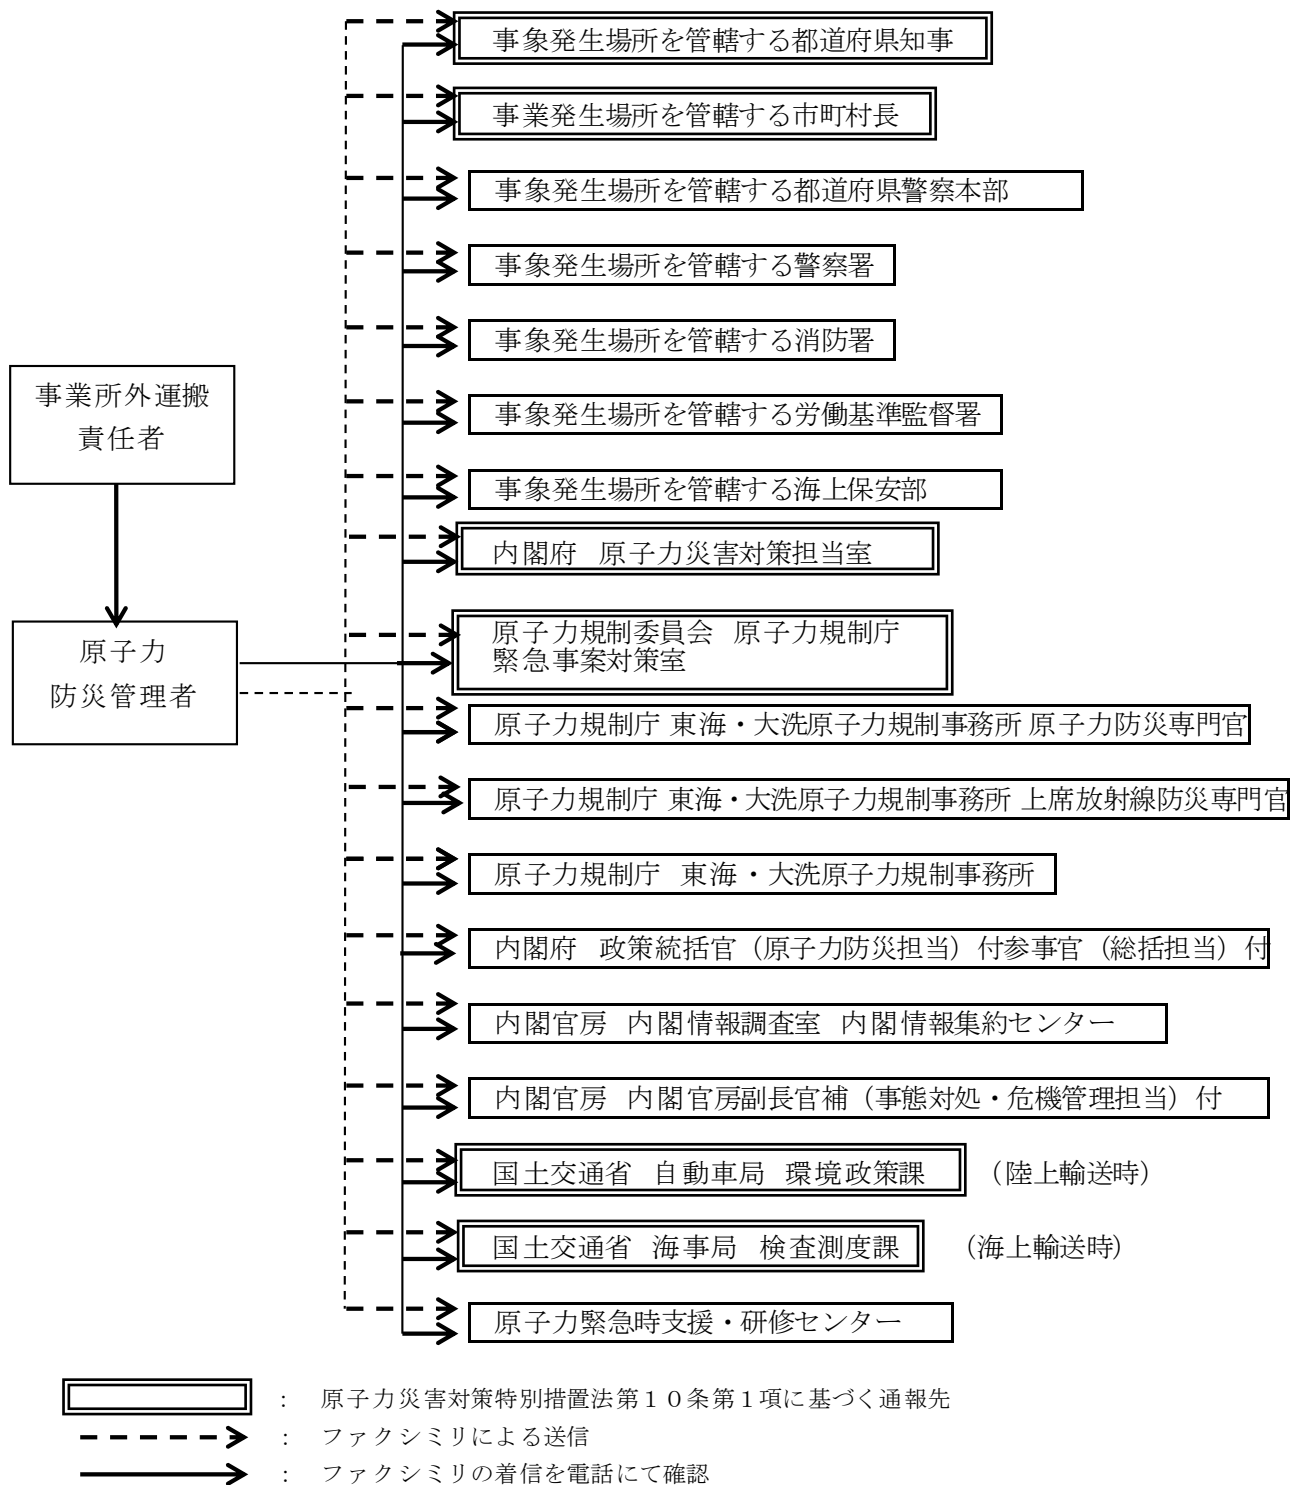 事象発生場所を管轄する都道府県知事
事業発生場所を管轄する市町村長
事象発生場所を管轄する都道府県警察本部
事象発生場所を管轄する警察署
事象発生場所を管轄する消防署
事業所外運搬
責任者
事象発生場所を管轄する労働基準監督署
事象発生場所を管轄する海上保安部
内閣府 原子力災害対策担当室
原子力規制委員会 原子力規制庁
緊急事案対策室
原子力
防災管理者
原子力規制庁 東海・大洗原子力規制事務所 原子力防災専門官
原子力規制庁 東海・大洗原子力規制事務所 上席放射線防災専門官
原子力規制庁 東海・大洗原子力規制事務所
内閣府 政策統括官（原子力防災担当）付参事官（総括担当）付
内閣官房 内閣情報調査室 内閣情報集約センター
内閣官房 内閣官房副長官補（事態対処・危機管理担当）付
国土交通省 自動車局 環境政策課 （陸上輸送時）
国土交通省 海事局 検査測度課 （海上輸送時）
原子力緊急時支援・研修センター
： 原子力災害対策特別措置法第１０条第１項に基づく通報先
： ファクシミリによる送信
： ファクシミリの着信を電話にて確認